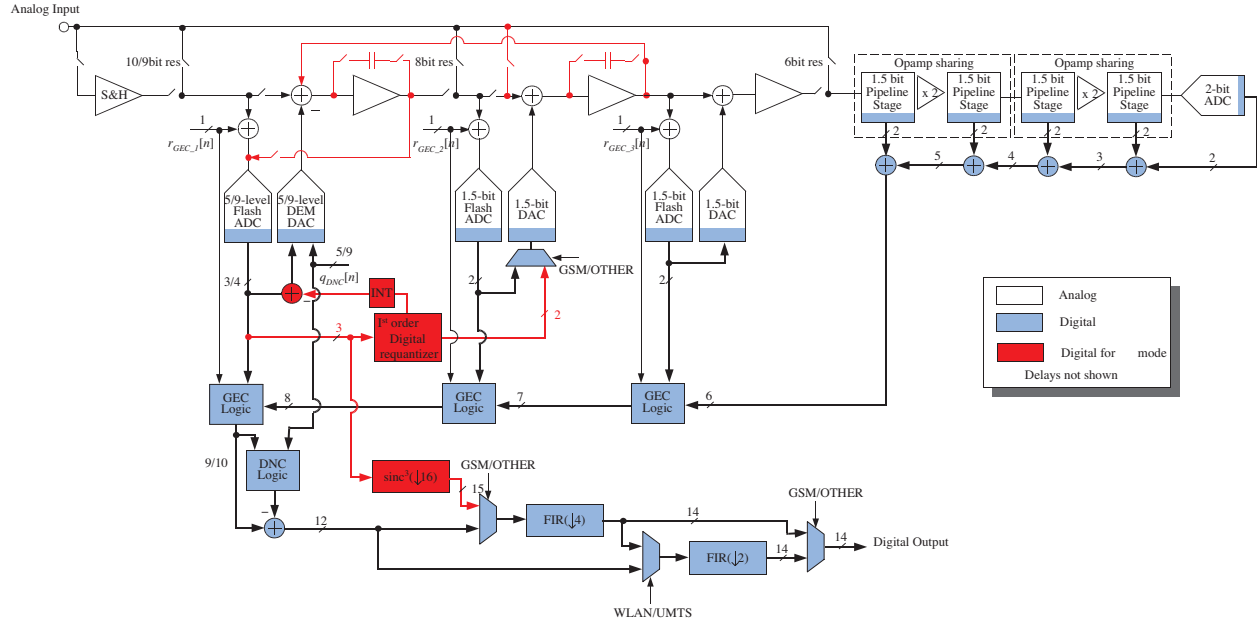 Analog Input
10/9bit res
8bit res
6bit res
S&H
Opamp sharing
Opamp sharing
1.5 bit
Pipeline
Stage
x 2
1.5 bit
Pipeline
Stage
1.5 bit
Pipeline
Stage
x 2
1.5 bit
Pipeline
Stage
2-bit
ADC
1
rGEC_1[n]
1
rGEC_2[n]
1
rGEC_3[n]
2
2
2
2
5
4
3
2
5/9-level
Flash
ADC
5/9-level
DEM
DAC
1.5-bit
Flash
ADC
1.5-bit
DAC
1.5-bit
Flash
ADC
1.5-bit
DAC
5/9
qDNC[n]
3/4
GSM/OTHER
2
2
INT
1st order
Digital
requantizer
3
2
Analog
Digital
Digital for mode
Delays not shown
GEC
Logic
8
GEC
Logic
7
GEC
Logic
6
9/10
DNC
Logic
sinc3(↓16)
GSM/OTHER
15
GSM/OTHER
12
FIR(↓4)
14
FIR(↓2)
14
14
Digital Output
WLAN/UMTS